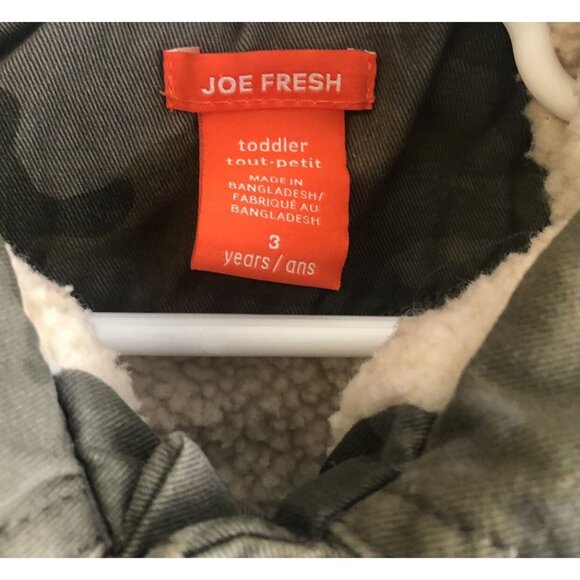 JOE FRESH
toddler
tout-petit
MADE IN
BANGLADESH/
FABRIQUÉ AU
BANGLADESH
3
years/ans